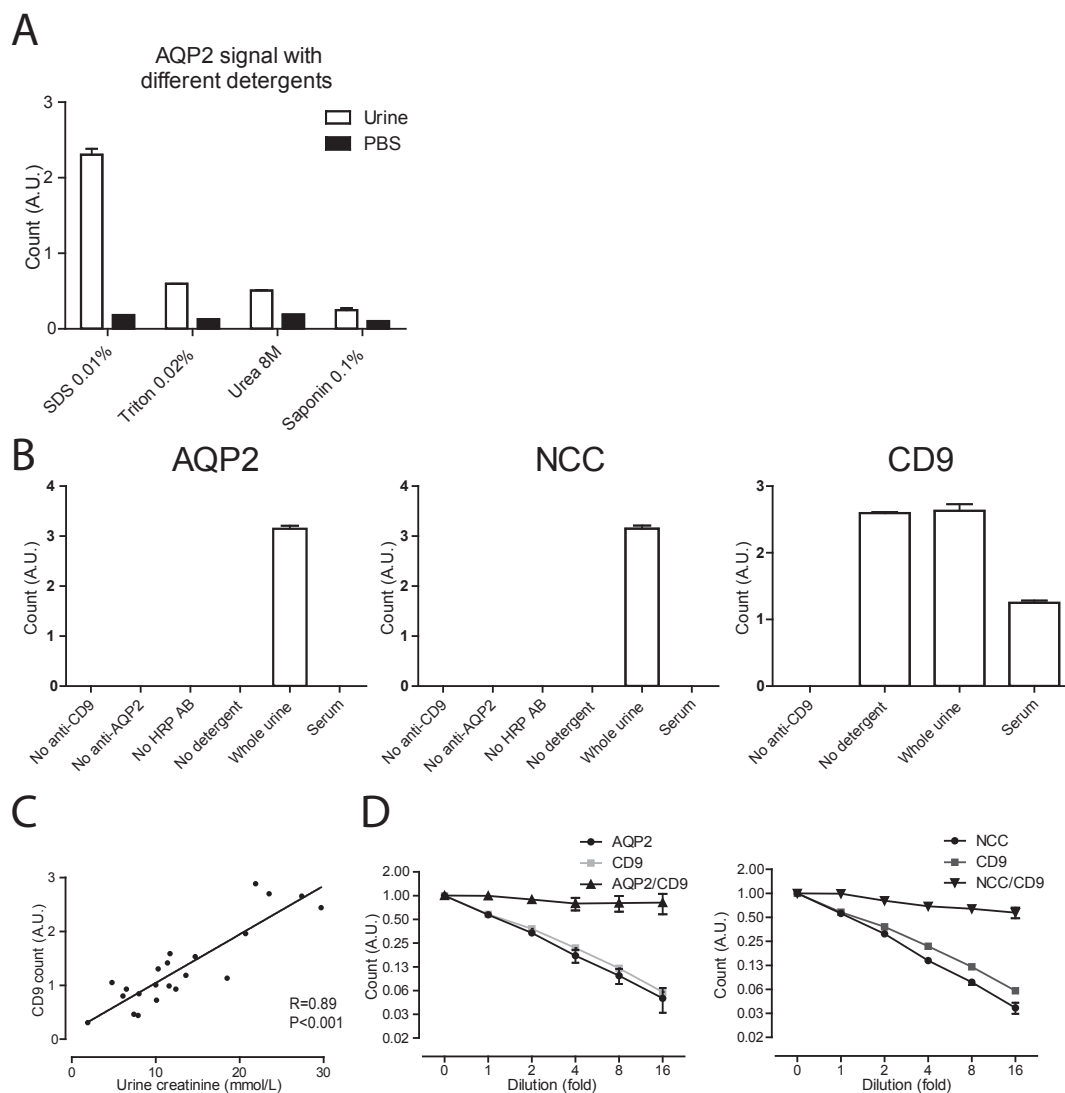 A
AQP2 signal with
different detergents
Urine
PBS
Count (A.U.)
3
2
1
0
SDS 0.01%
Triton 0.02%
Urea 8M
Saponin 0.1%
B
AQP2
Count (A.U.)
4
3
2
1
0
No anti-CD9
No anti-AQP2
No HRP AB
No detergent
Whole urine
Serum
NCC
Count (A.U.)
4
3
2
1
0
No anti-CD9
No anti-AQP2
No HRP AB
No detergent
Whole urine
Serum
CD9
Count (A.U.)
3
2
1
0
No anti-CD9
No detergent
Whole urine
Serum
C
CD9 count (A.U.)
3
2
1
0
R=0.89
P<0.001
0 10 20 30
Urine creatinine (mmol/L)
D
AQP2
CD9
AQP2/CD9
Count (A.U.)
2.00
1.00
0.50
0.25
0.13
0.06
0.03
0.02
0 1 2 4 8 16
Dilution (fold)
NCC
CD9
NCC/CD9
Count (A.U.)
2.00
1.00
0.50
0.25
0.13
0.06
0.03
0.02
0 1 2 4 8 16
Dilution (fold)